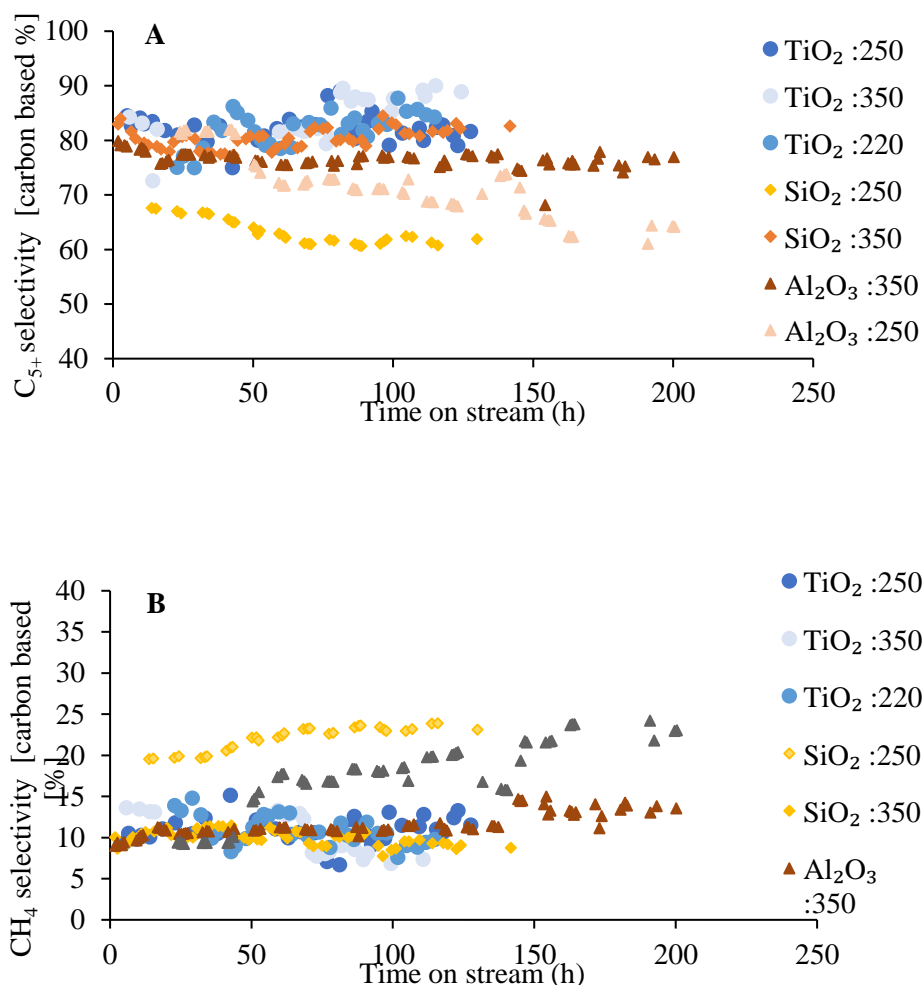 A
C₅₊ selectivity [carbon based %]
100
90
80
70
60
50
40
0 50 100 150 200 250
Time on stream (h)
TiO₂ :250
TiO₂ :350
TiO₂ :220
SiO₂ :250
SiO₂ :350
Al₂O₃ :350
Al₂O₃ :250
B
CH₄ selectivity [carbon based
[%]
40
35
30
25
20
15
10
5
0
0 50 100 150 200 250
Time on stream (h)
TiO₂ :250
TiO₂ :350
TiO₂ :220
SiO₂ :250
SiO₂ :350
Al₂O₃
:350